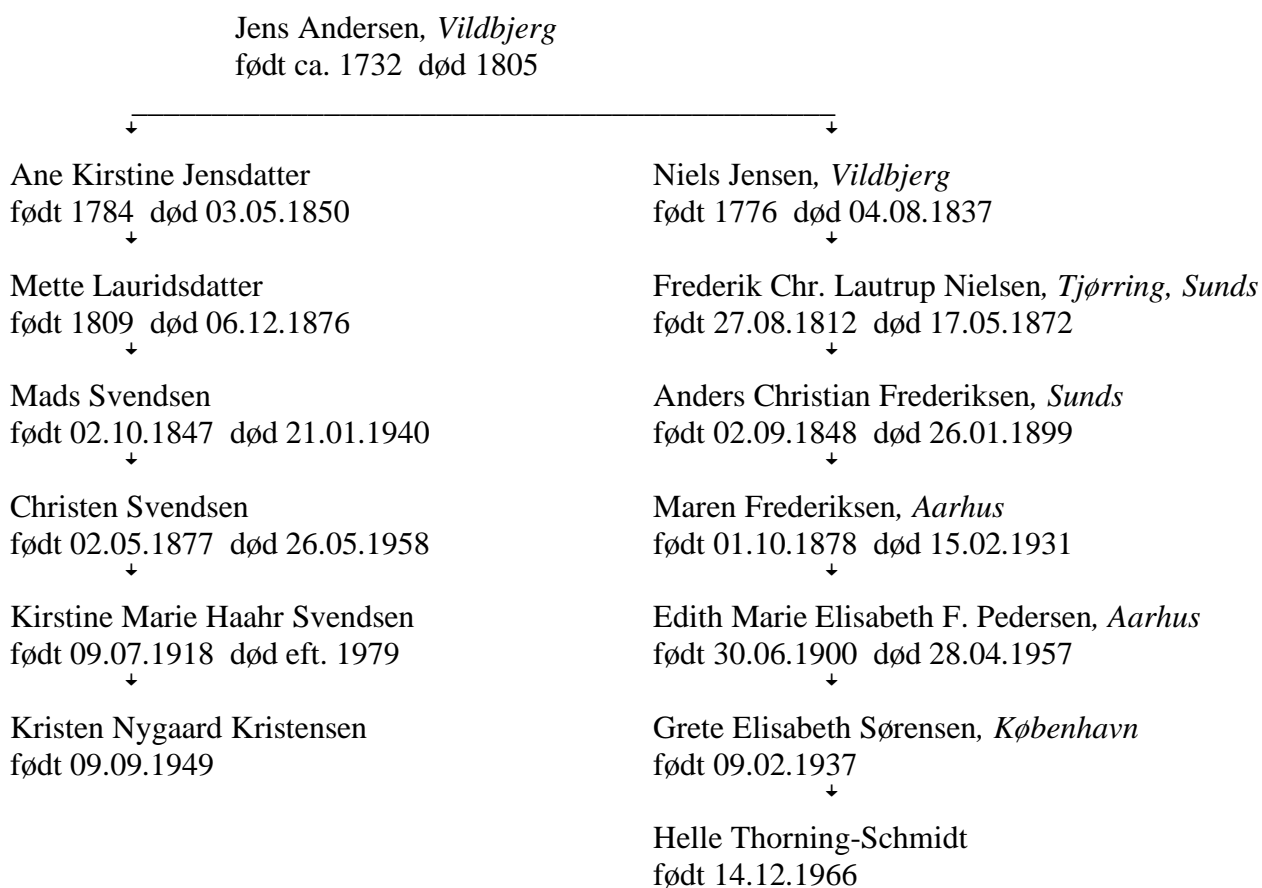 Jens Andersen, Vildbjerg
født ca. 1732 død 1805
Ane Kirstine Jensdatter
født 1784 død 03.05.1850
Mette Lauridsdatter
født 1809 død 06.12.1876
Mads Svendsen
født 02.10.1847 død 21.01.1940
Christen Svendsen
født 02.05.1877 død 26.05.1958
Kirstine Marie Haahr Svendsen
født 09.07.1918 død eft. 1979
Kristen Nygaard Kristensen
født 09.09.1949
Niels Jensen, Vildbjerg
født 1776 død 04.08.1837
Frederik Chr. Lautrup Nielsen, Tjørring, Sunds
født 27.08.1812 død 17.05.1872
Anders Christian Frederiksen, Sunds
født 02.09.1848 død 26.01.1899
Maren Frederiksen, Aarhus
født 01.10.1878 død 15.02.1931
Edith Marie Elisabeth F. Pedersen, Aarhus
født 30.06.1900 død 28.04.1957
Grete Elisabeth Sørensen, København
født 09.02.1937
Helle Thorning-Schmidt
født 14.12.1966